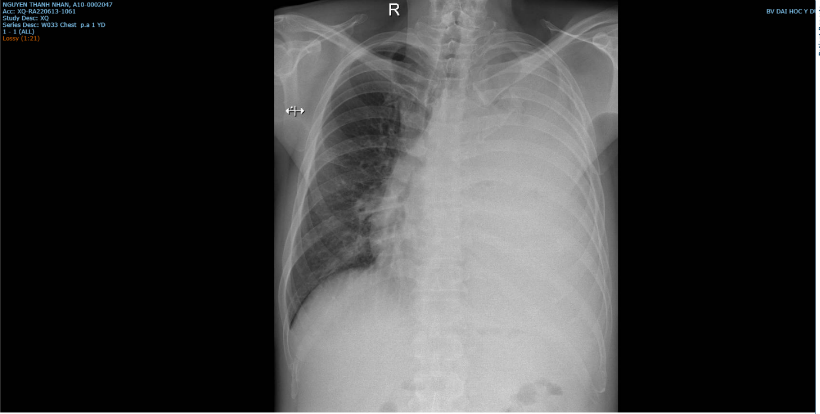 NGUYEN THANH NHAN, A10-0002047
Acc: XQ-RA220613-1061
Study Desc: XQ
Series Desc: W033 Chest p.a 1 YD
1 - 1 (ALL)
Lossy (1:21)
R
BV DAI HOC Y